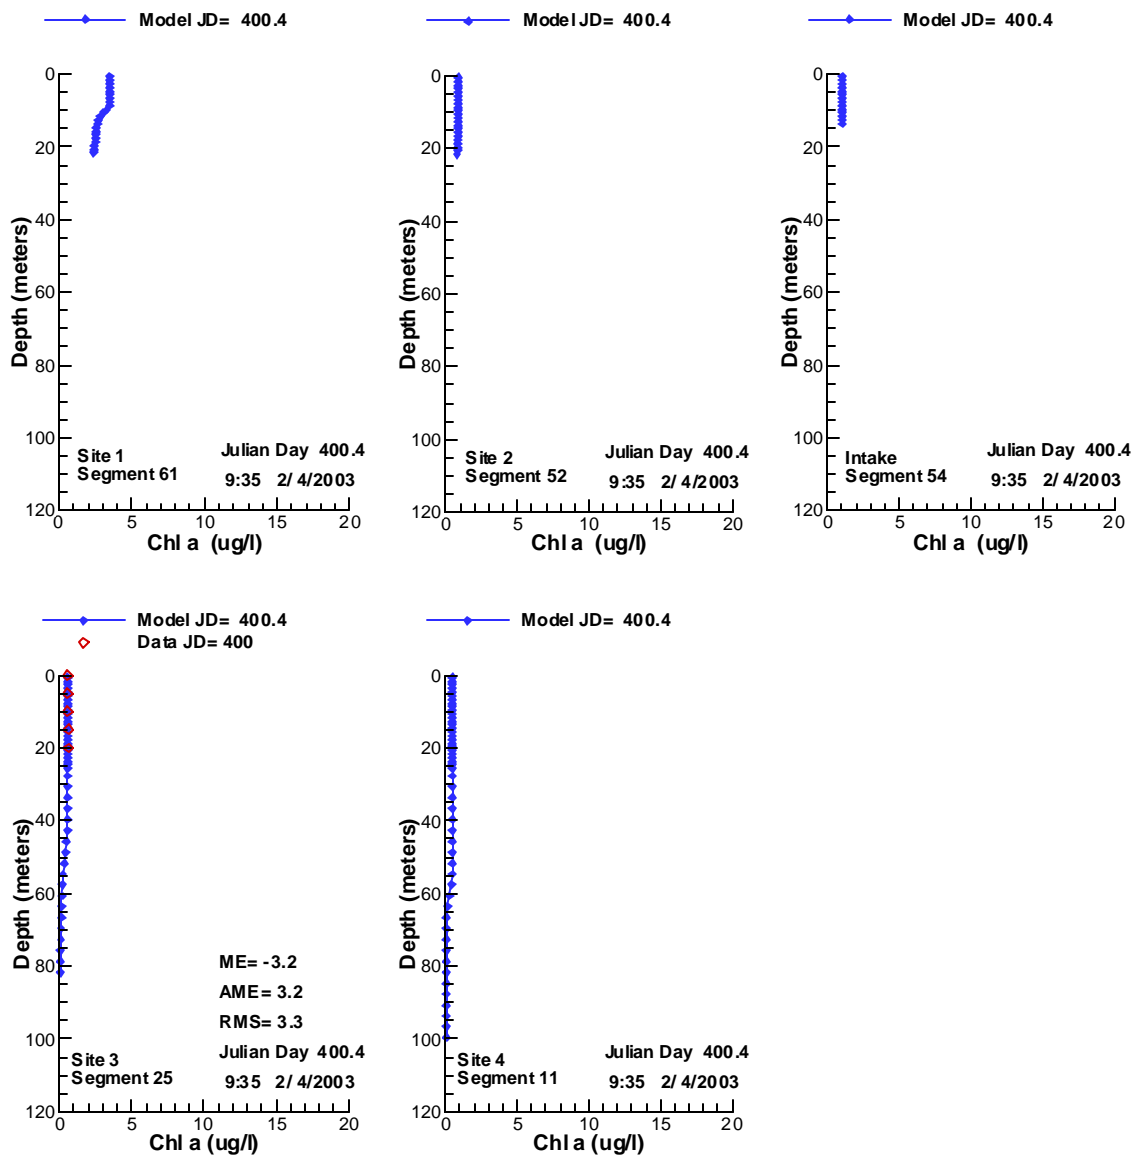 Model JD= 400.4
0
20
40
60
80
100
120
Depth (meters)
Site 1
Segment 61
Julian Day 400.4
9:35 2/ 4/2003
0 5 10 15 20
Chl a (ug/l)
Model JD= 400.4
0
20
40
60
80
100
120
Depth (meters)
Site 2
Segment 52
Julian Day 400.4
9:35 2/ 4/2003
0 5 10 15 20
Chl a (ug/l)
Model JD= 400.4
0
20
40
60
80
100
120
Depth (meters)
Intake
Segment 54
Julian Day 400.4
9:35 2/ 4/2003
0 5 10 15 20
Chl a (ug/l)
Model JD= 400.4
Data JD= 400
0
20
40
60
80
100
120
Depth (meters)
ME= -3.2
AME= 3.2
RMS= 3.3
Site 3
Segment 25
Julian Day 400.4
9:35 2/ 4/2003
0 5 10 15 20
Chl a (ug/l)
Model JD= 400.4
0
20
40
60
80
100
120
Depth (meters)
Site 4
Segment 11
Julian Day 400.4
9:35 2/ 4/2003
0 5 10 15 20
Chl a (ug/l)